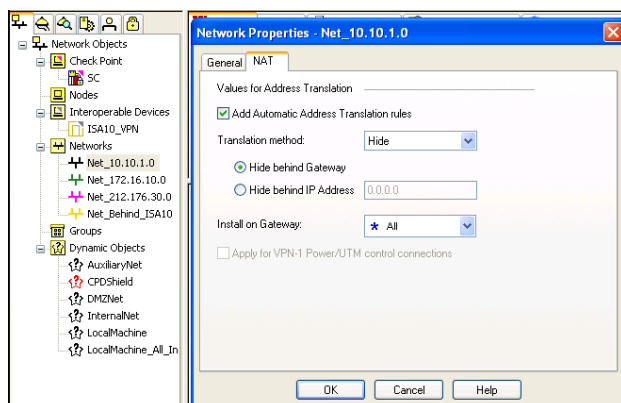 Network Objects
Check Point
SC
Nodes
Interoperable Devices
ISA10_VPN
Networks
Net_10.10.1.0
Net_172.16.10.0
Net_212.176.30.0
Net_Behind_ISA10
Groups
Dynamic Objects
AuxiliaryNet
CPDShield
DMZNet
InternalNet
LocalMachine
LocalMachine_All_In
Network Properties - Net_10.10.1.0
General NAT
Values for Address Translation
Add Automatic Address Translation rules
Translation method: Hide
Hide behind Gateway
Hide behind IP Address 0.0.0.0
Install on Gateway: * All
Apply for VPN-1 Power/UTM control connections
OK Cancel Help